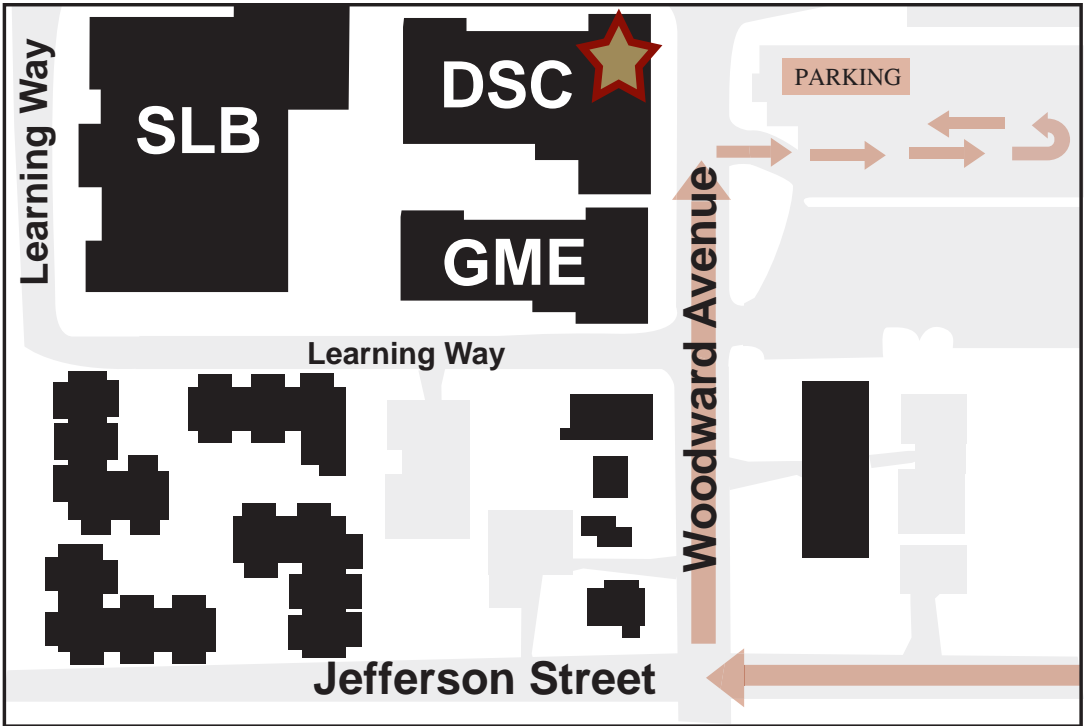 Learning Way
SLB
DSC
PARKING
GME
Woodward Avenue
Learning Way
Jefferson Street